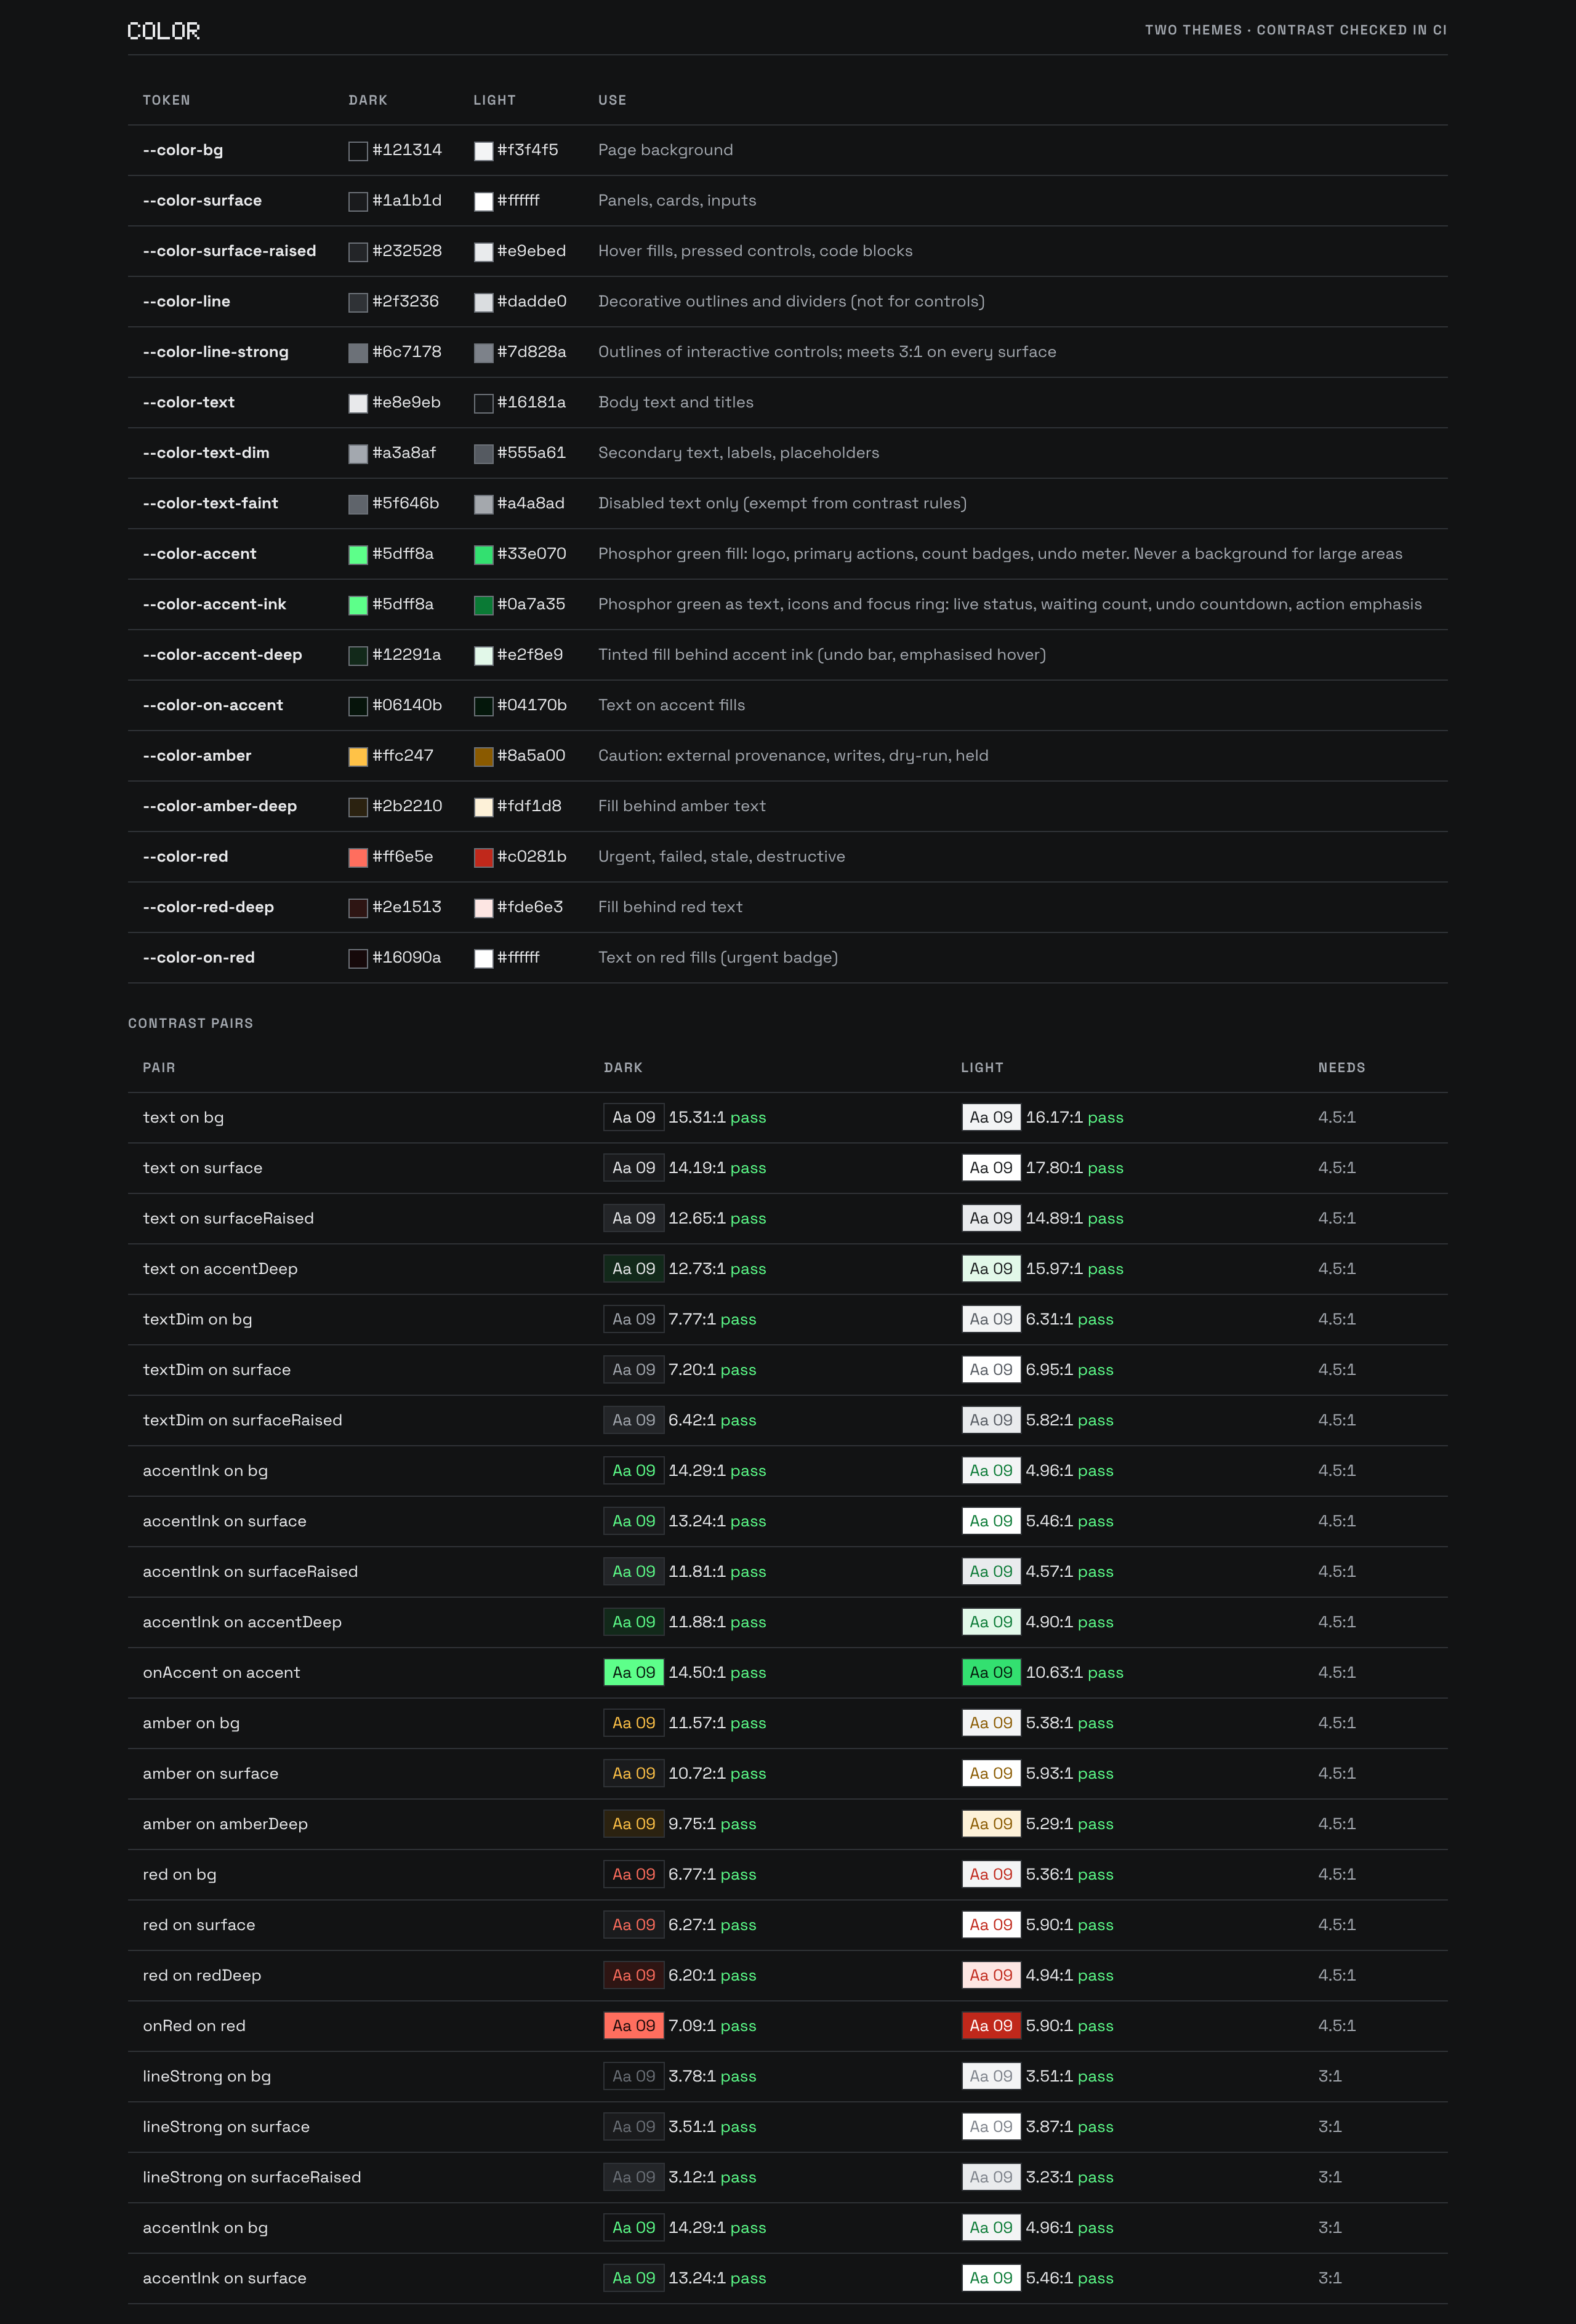 COLOR
TWO THEMES · CONTRAST CHECKED IN CI
TOKEN DARK LIGHT USE
--color-bg #121314 #f3f4f5 Page background
--color-surface #1a1b1d #ffffff Panels, cards, inputs
--color-surface-raised #232528 #e9ebed Hover fills, pressed controls, code blocks
--color-line #2f3236 #dadde0 Decorative outlines and dividers (not for controls)
--color-line-strong #6c7178 #7d828a Outlines of interactive controls; meets 3:1 on every surface
--color-text #e8e9eb #16181a Body text and titles
--color-text-dim #a3a8af #555a61 Secondary text, labels, placeholders
--color-text-faint #5f646b #a4a8ad Disabled text only (exempt from contrast rules)
--color-accent #5dff8a #33e070 Phosphor green fill: logo, primary actions, count badges, undo meter. Never a background for large areas
--color-accent-ink #5dff8a #0a7a35 Phosphor green as text, icons and focus ring: live status, waiting count, undo countdown, action emphasis
--color-accent-deep #12291a #e2f8e9 Tinted fill behind accent ink (undo bar, emphasised hover)
--color-on-accent #06140b #04170b Text on accent fills
--color-amber #ffc247 #8a5a00 Caution: external provenance, writes, dry-run, held
--color-amber-deep #2b2210 #fdf1d8 Fill behind amber text
--color-red #ff6e5e #c0281b Urgent, failed, stale, destructive
--color-red-deep #2e1513 #fde6e3 Fill behind red text
--color-on-red #16090a #ffffff Text on red fills (urgent badge)
CONTRAST PAIRS
PAIR DARK LIGHT NEEDS
text on bg Aa 09 15.31:1 pass Aa 09 16.17:1 pass 4.5:1
text on surface Aa 09 14.19:1 pass Aa 09 17.80:1 pass 4.5:1
text on surfaceRaised Aa 09 12.65:1 pass Aa 09 14.89:1 pass 4.5:1
text on accentDeep Aa 09 12.73:1 pass Aa 09 15.97:1 pass 4.5:1
textDim on bg Aa 09 7.77:1 pass Aa 09 6.31:1 pass 4.5:1
textDim on surface Aa 09 7.20:1 pass Aa 09 6.95:1 pass 4.5:1
textDim on surfaceRaised Aa 09 6.42:1 pass Aa 09 5.82:1 pass 4.5:1
accentInk on bg Aa 09 14.29:1 pass Aa 09 4.96:1 pass 4.5:1
accentInk on surface Aa 09 13.24:1 pass Aa 09 5.46:1 pass 4.5:1
accentInk on surfaceRaised Aa 09 11.81:1 pass Aa 09 4.57:1 pass 4.5:1
accentInk on accentDeep Aa 09 11.88:1 pass Aa 09 4.90:1 pass 4.5:1
onAccent on accent Aa 09 14.50:1 pass Aa 09 10.63:1 pass 4.5:1
amber on bg Aa 09 11.57:1 pass Aa 09 5.38:1 pass 4.5:1
amber on surface Aa 09 10.72:1 pass Aa 09 5.93:1 pass 4.5:1
amber on amberDeep Aa 09 9.75:1 pass Aa 09 5.29:1 pass 4.5:1
red on bg Aa 09 6.77:1 pass Aa 09 5.36:1 pass 4.5:1
red on surface Aa 09 6.27:1 pass Aa 09 5.90:1 pass 4.5:1
red on redDeep Aa 09 6.20:1 pass Aa 09 4.94:1 pass 4.5:1
onRed on red Aa 09 7.09:1 pass Aa 09 5.90:1 pass 4.5:1
lineStrong on bg Aa 09 3.78:1 pass Aa 09 3.51:1 pass 3:1
lineStrong on surface Aa 09 3.51:1 pass Aa 09 3.87:1 pass 3:1
lineStrong on surfaceRaised Aa 09 3.12:1 pass Aa 09 3.23:1 pass 3:1
accentInk on bg Aa 09 14.29:1 pass Aa 09 4.96:1 pass 3:1
accentInk on surface Aa 09 13.24:1 pass Aa 09 5.46:1 pass 3:1